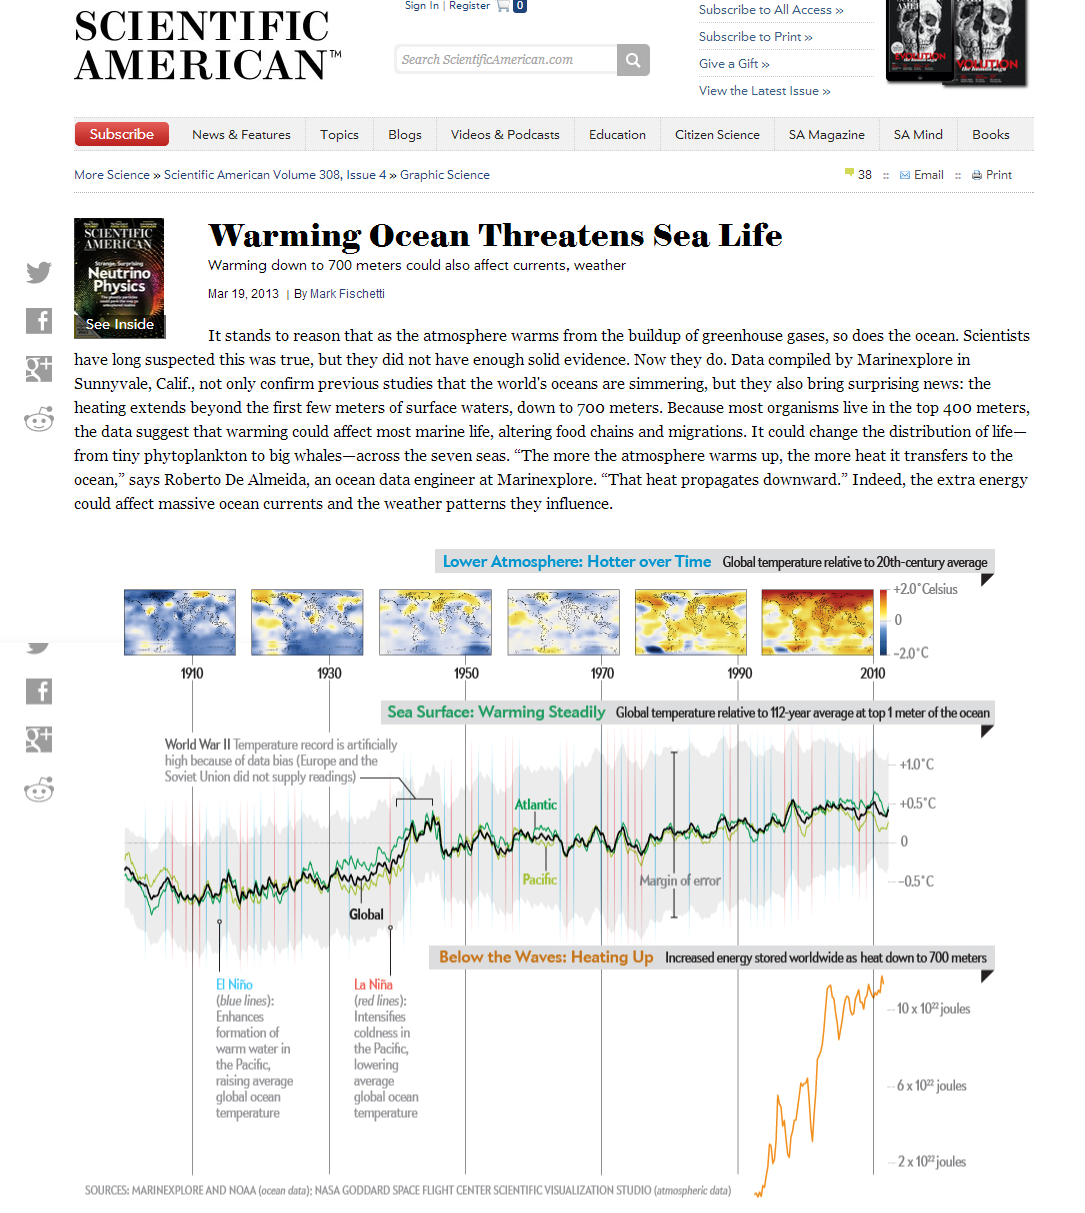 SCIENTIFIC
AMERICAN™
Sign In | Register 0
Search ScientificAmerican.com
Subscribe to All Access »
Subscribe to Print »
Give a Gift »
View the Latest Issue »
EVOLUTION
the human saga
Subscribe News & Features Topics Blogs Videos & Podcasts Education Citizen Science SA Magazine SA Mind Books
More Science » Scientific American Volume 308, Issue 4 » Graphic Science
38 :: Email :: Print
SCIENTIFIC
AMERICAN
Strange, Surprising
Neutrino
Physics
See Inside
Warming Ocean Threatens Sea Life
Warming down to 700 meters could also affect currents, weather
Mar 19, 2013 | By Mark Fischetti
It stands to reason that as the atmosphere warms from the buildup of greenhouse gases, so does the ocean. Scientists
have long suspected this was true, but they did not have enough solid evidence. Now they do. Data compiled by Marinexplore in
Sunnyvale, Calif., not only confirm previous studies that the world's oceans are simmering, but they also bring surprising news: the
heating extends beyond the first few meters of surface waters, down to 700 meters. Because most organisms live in the top 400 meters,
the data suggest that warming could affect most marine life, altering food chains and migrations. It could change the distribution of life—
from tiny phytoplankton to big whales—across the seven seas. “The more the atmosphere warms up, the more heat it transfers to the
ocean,” says Roberto De Almeida, an ocean data engineer at Marinexplore. “That heat propagates downward.” Indeed, the extra energy
could affect massive ocean currents and the weather patterns they influence.
Lower Atmosphere: Hotter over Time Global temperature relative to 20th-century average
+2.0°Celsius
0
-2.0°C
1910 1930 1950 1970 1990 2010
Sea Surface: Warming Steadily Global temperature relative to 112-year average at top 1 meter of the ocean
World War II Temperature record is artificially
high because of data bias (Europe and the
Soviet Union did not supply readings)
+1.0°C
+0.5°C
0
-0.5°C
Atlantic
Pacific
Margin of error
Global
Below the Waves: Heating Up Increased energy stored worldwide as heat down to 700 meters
El Niño
(blue lines):
Enhances
formation of
warm water in
the Pacific,
raising average
global ocean
temperature
La Niña
(red lines):
Intensifies
coldness in
the Pacific,
lowering
average
global ocean
temperature
10 x 10²² joules
6 x 10²² joules
2 x 10²² joules
SOURCES: MARINEXPLORE AND NOAA (ocean data); NASA GODDARD SPACE FLIGHT CENTER SCIENTIFIC VISUALIZATION STUDIO (atmospheric data)